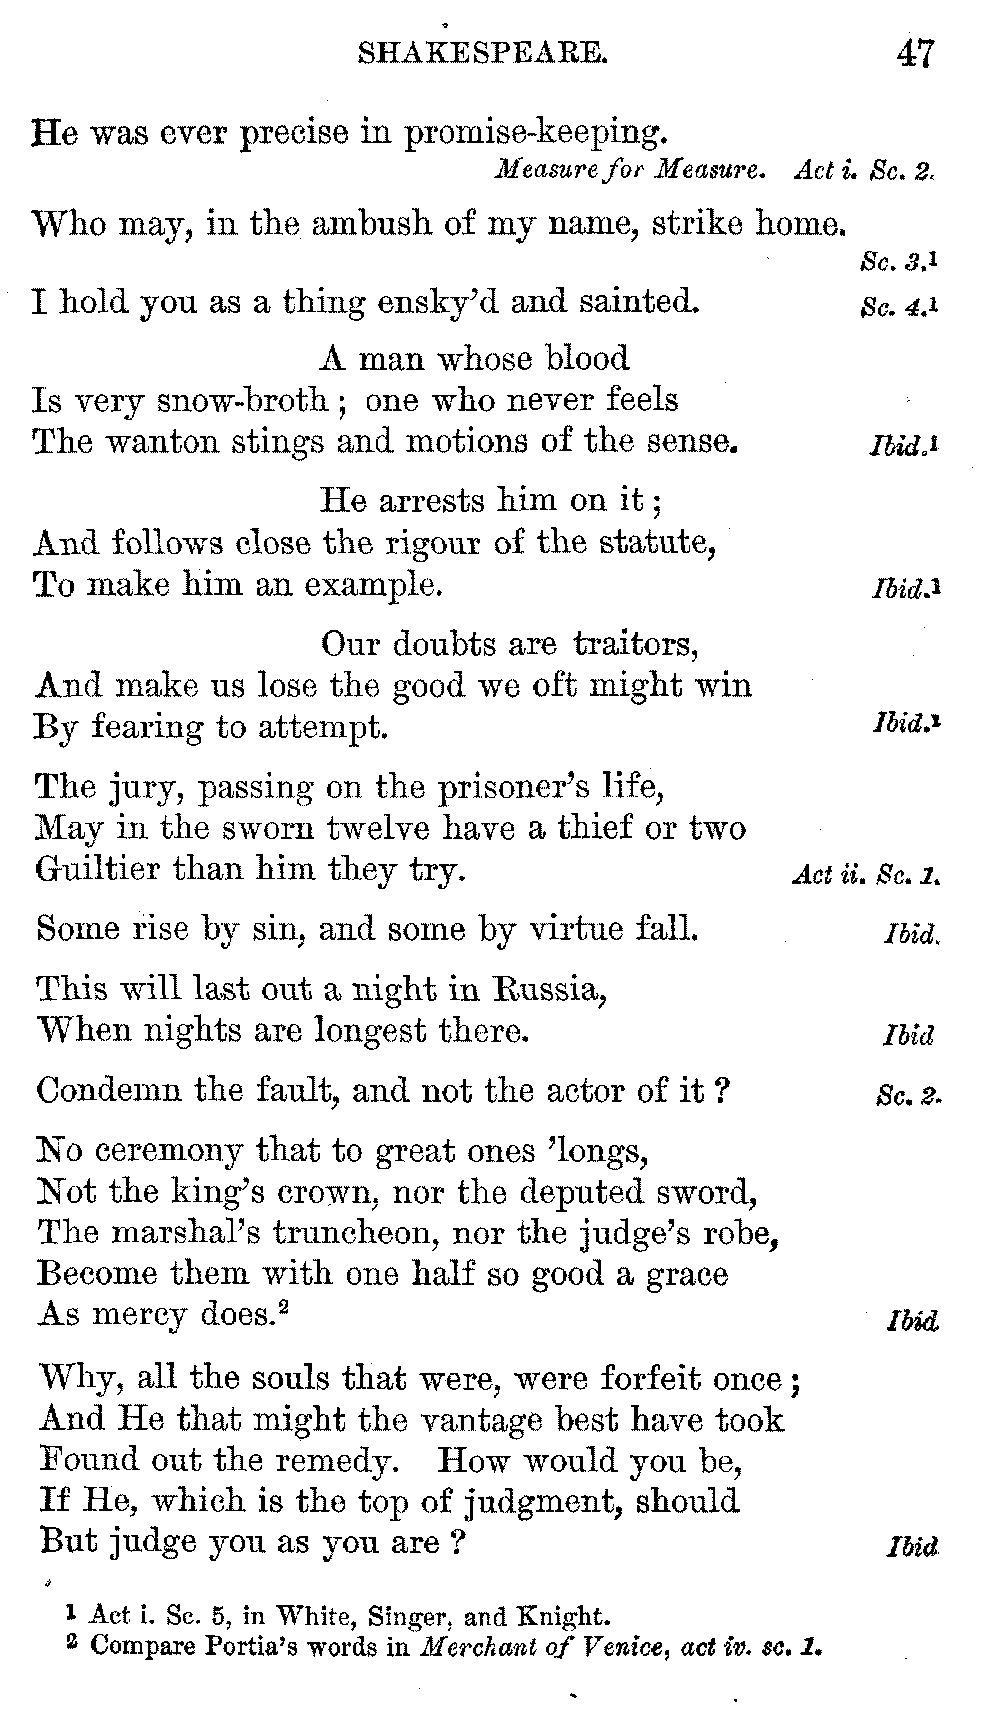 SHAKESPEARE. 47
He was ever precise in promise-keeping.
Measure for Measure. Act i. Sc. 2.
Who may, in the ambush of my name, strike home.
Sc. 3.¹
I hold you as a thing ensky'd and sainted. Sc. 4.¹
A man whose blood
Is very snow-broth ; one who never feels
The wanton stings and motions of the sense. Ibid.¹
He arrests him on it ;
And follows close the rigour of the statute,
To make him an example. Ibid.¹
Our doubts are traitors,
And make us lose the good we oft might win
By fearing to attempt. Ibid.¹
The jury, passing on the prisoner's life,
May in the sworn twelve have a thief or two
Guiltier than him they try. Act ii. Sc. 1.
Some rise by sin, and some by virtue fall. Ibid.
This will last out a night in Russia,
When nights are longest there. Ibid
Condemn the fault, and not the actor of it ? Sc. 2.
No ceremony that to great ones 'longs,
Not the king's crown, nor the deputed sword,
The marshal's truncheon, nor the judge's robe,
Become them with one half so good a grace
As mercy does.² Ibid
Why, all the souls that were, were forfeit once ;
And He that might the vantage best have took
Found out the remedy. How would you be,
If He, which is the top of judgment, should
But judge you as you are ? Ibid
¹ Act i. Sc. 5, in White, Singer, and Knight.
² Compare Portia's words in Merchant of Venice, act iv. sc. 1.